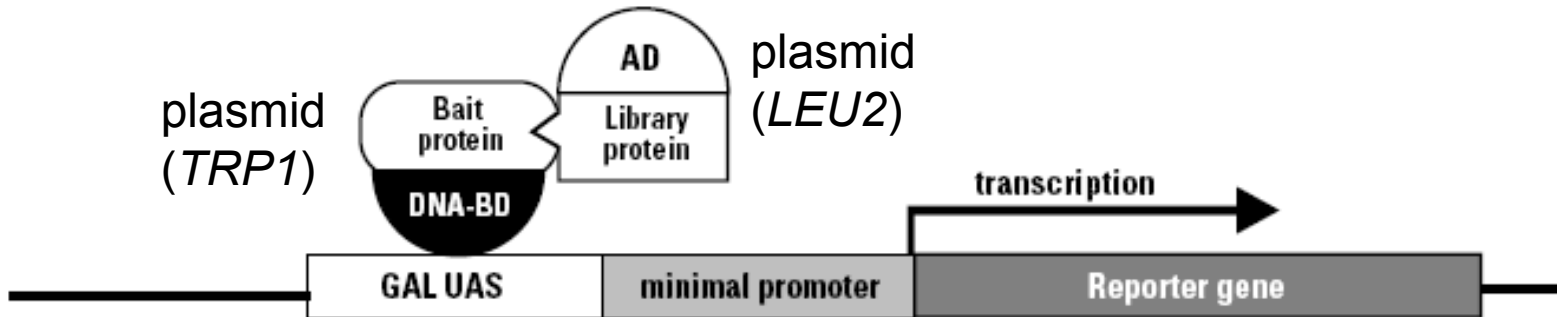 plasmid
(TRP1)
Bait
protein
DNA-BD
AD
Library
protein
plasmid
(LEU2)
transcription
GAL UAS
minimal promoter
Reporter gene